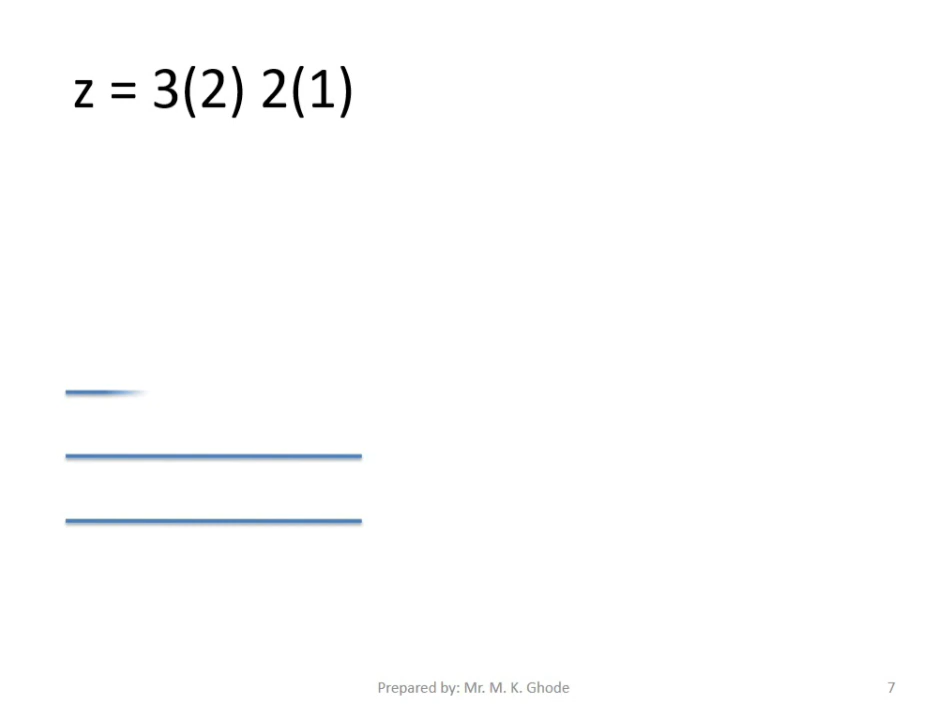 z = 3(2) 2(1)
Prepared by: Mr. M. K. Ghode
7